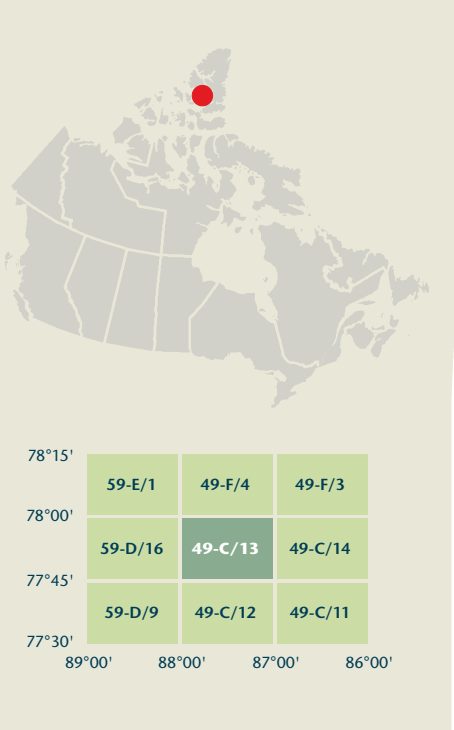 78°15'
59-E/1 49-F/4 49-F/3
78°00'
59-D/16 49-C/13 49-C/14
77°45'
59-D/9 49-C/12 49-C/11
77°30'
89°00' 88°00' 87°00' 86°00'